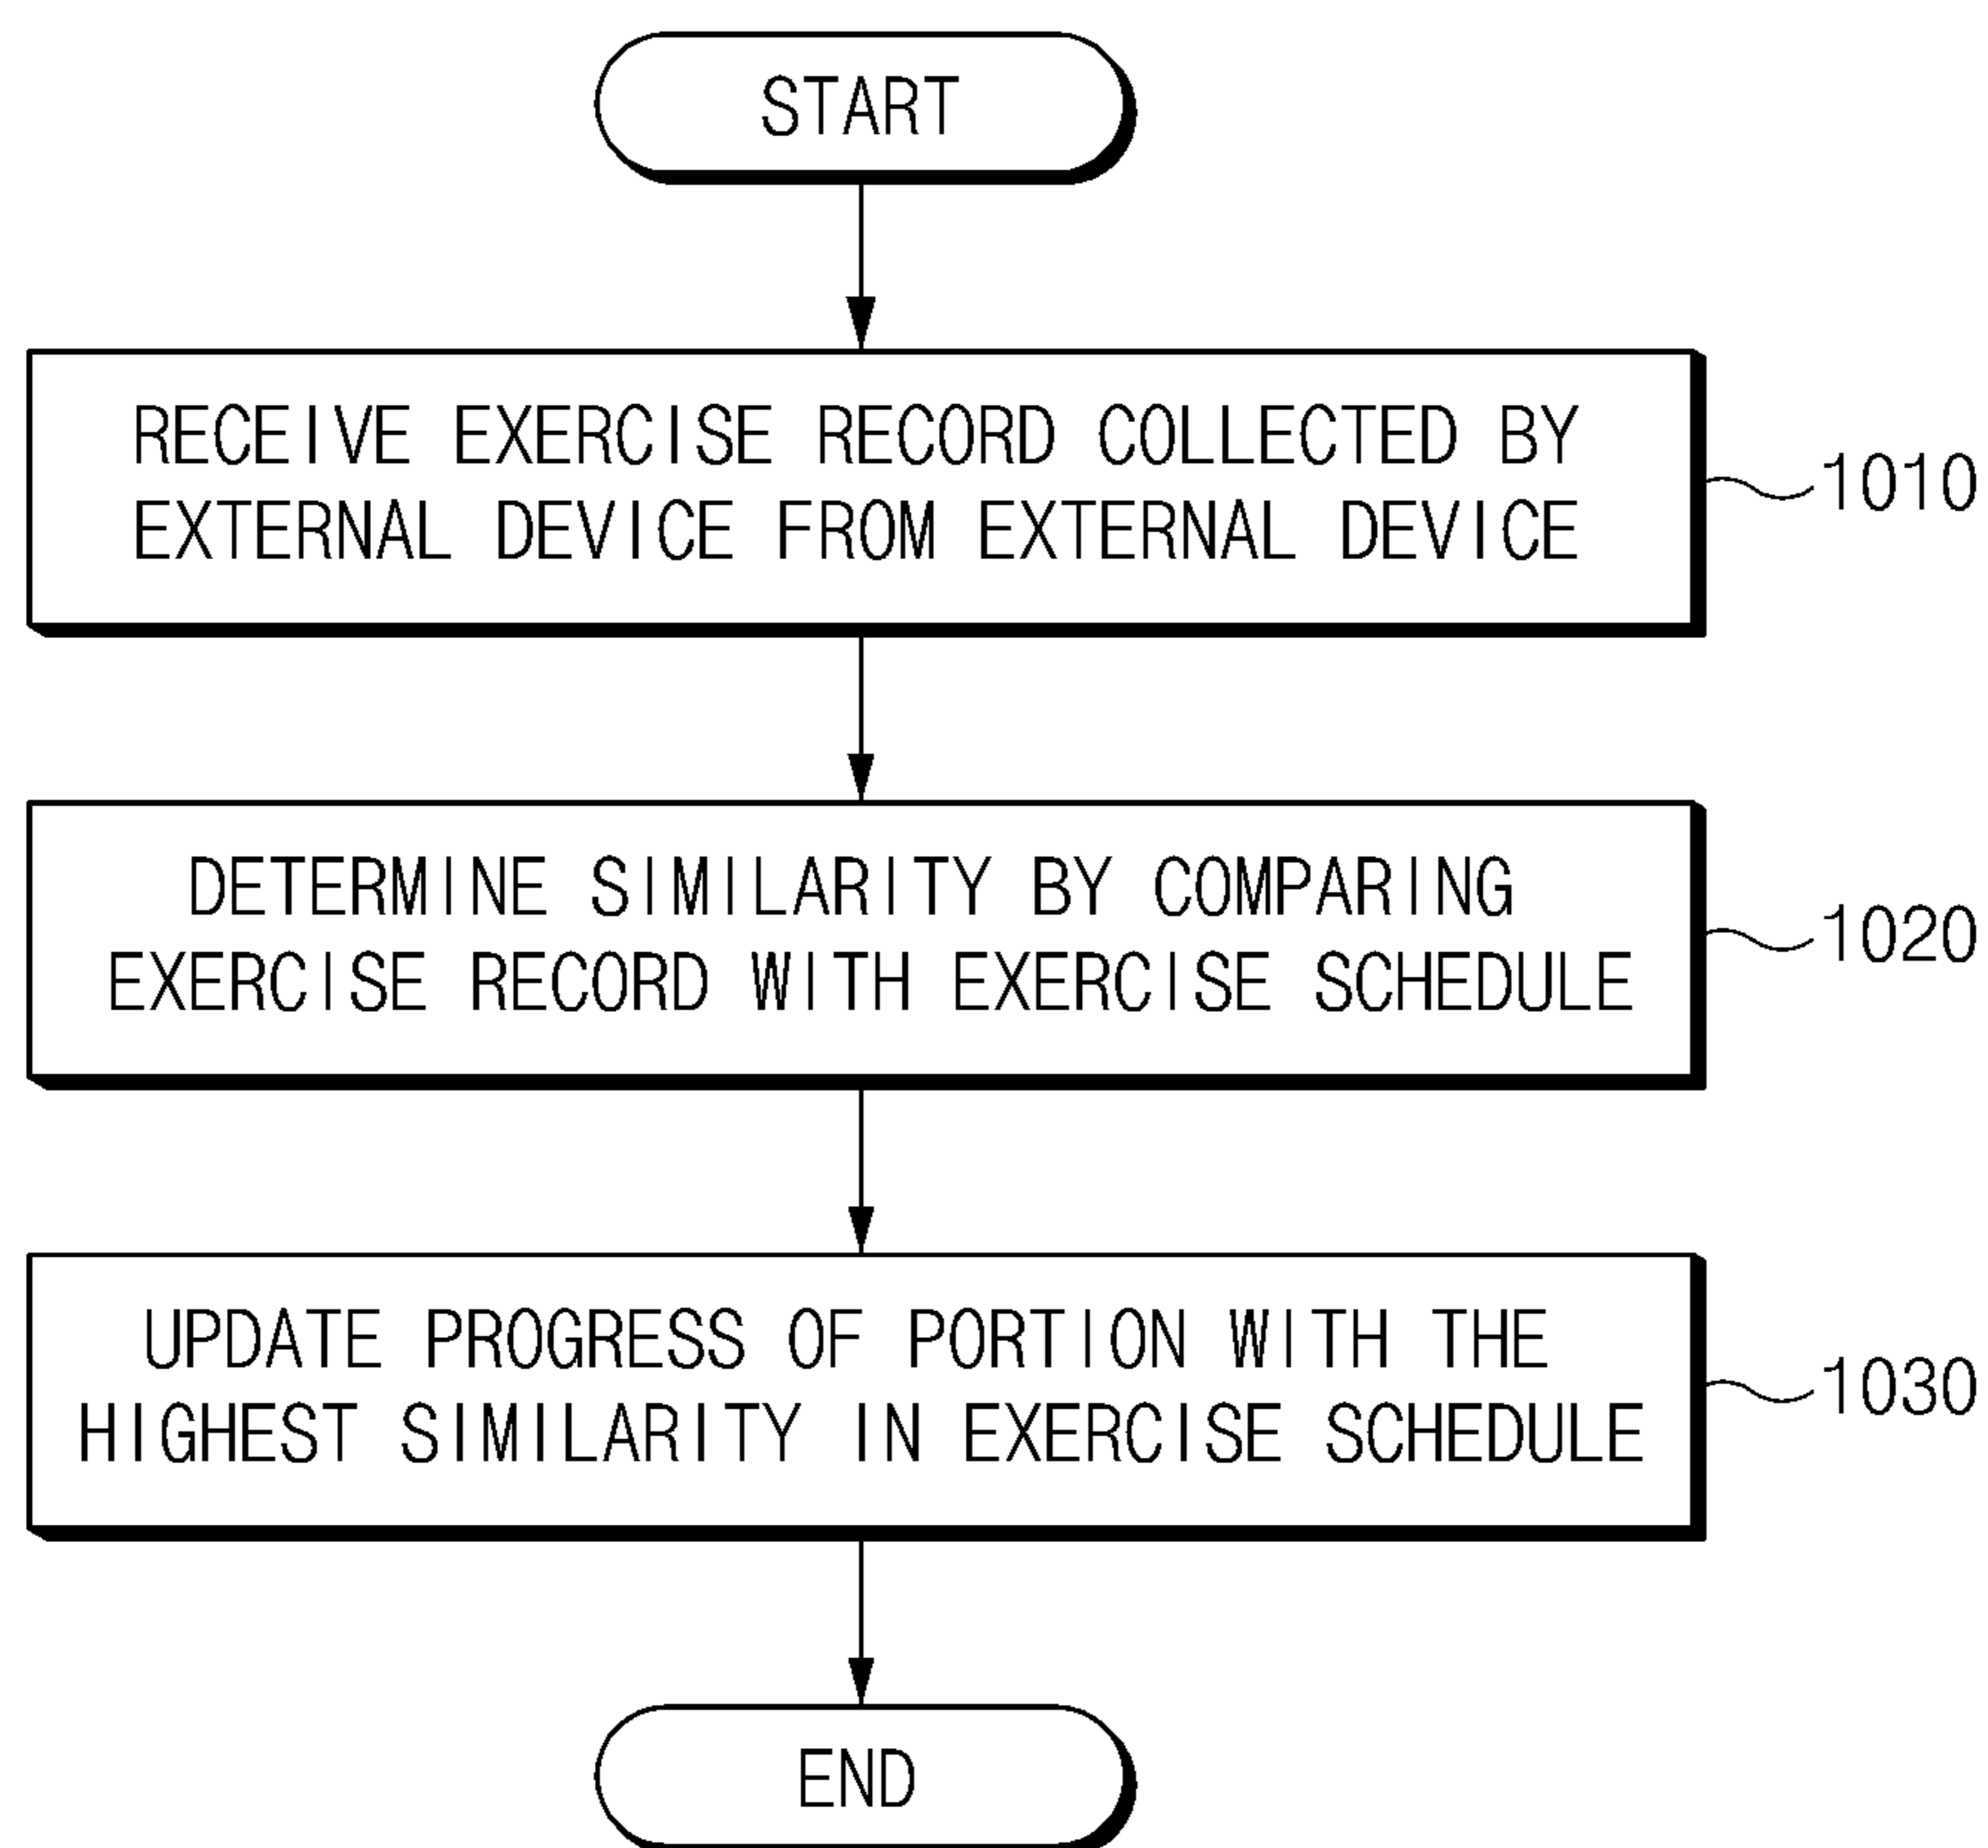 START
RECEIVE EXERCISE RECORD COLLECTED BY
EXTERNAL DEVICE FROM EXTERNAL DEVICE
1010
DETERMINE SIMILARITY BY COMPARING
EXERCISE RECORD WITH EXERCISE SCHEDULE
1020
UPDATE PROGRESS OF PORTION WITH THE
HIGHEST SIMILARITY IN EXERCISE SCHEDULE
1030
END